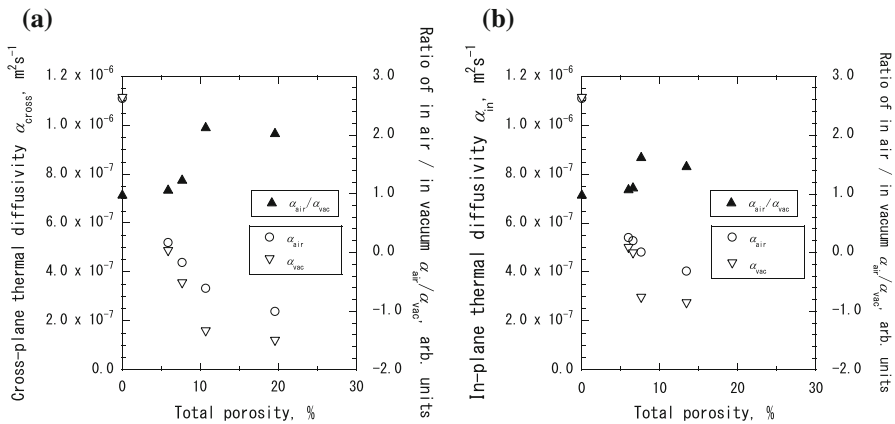 (a)
Cross-plane thermal diffusivity α_cross, m²s⁻¹
1.2 x 10⁻⁶
1.0 x 10⁻⁶
8.0 x 10⁻⁷
6.0 x 10⁻⁷
4.0 x 10⁻⁷
2.0 x 10⁻⁷
0.0
0
10
20
30
Total porosity, %
3.0
2.0
1.0
0.0
-1.0
-2.0
Ratio of in air / in vacuum α_air/α_vac, arb. units
α_air/α_vac
α_air
α_vac
(b)
In-plane thermal diffusivity α_in, m²s⁻¹
1.2 x 10⁻⁶
1.0 x 10⁻⁶
8.0 x 10⁻⁷
6.0 x 10⁻⁷
4.0 x 10⁻⁷
2.0 x 10⁻⁷
0.0
0
10
20
30
Total porosity, %
3.0
2.0
1.0
0.0
-1.0
-2.0
Ratio of in air / in vacuum α_air/α_vac, arb. units
α_air/α_vac
α_air
α_vac